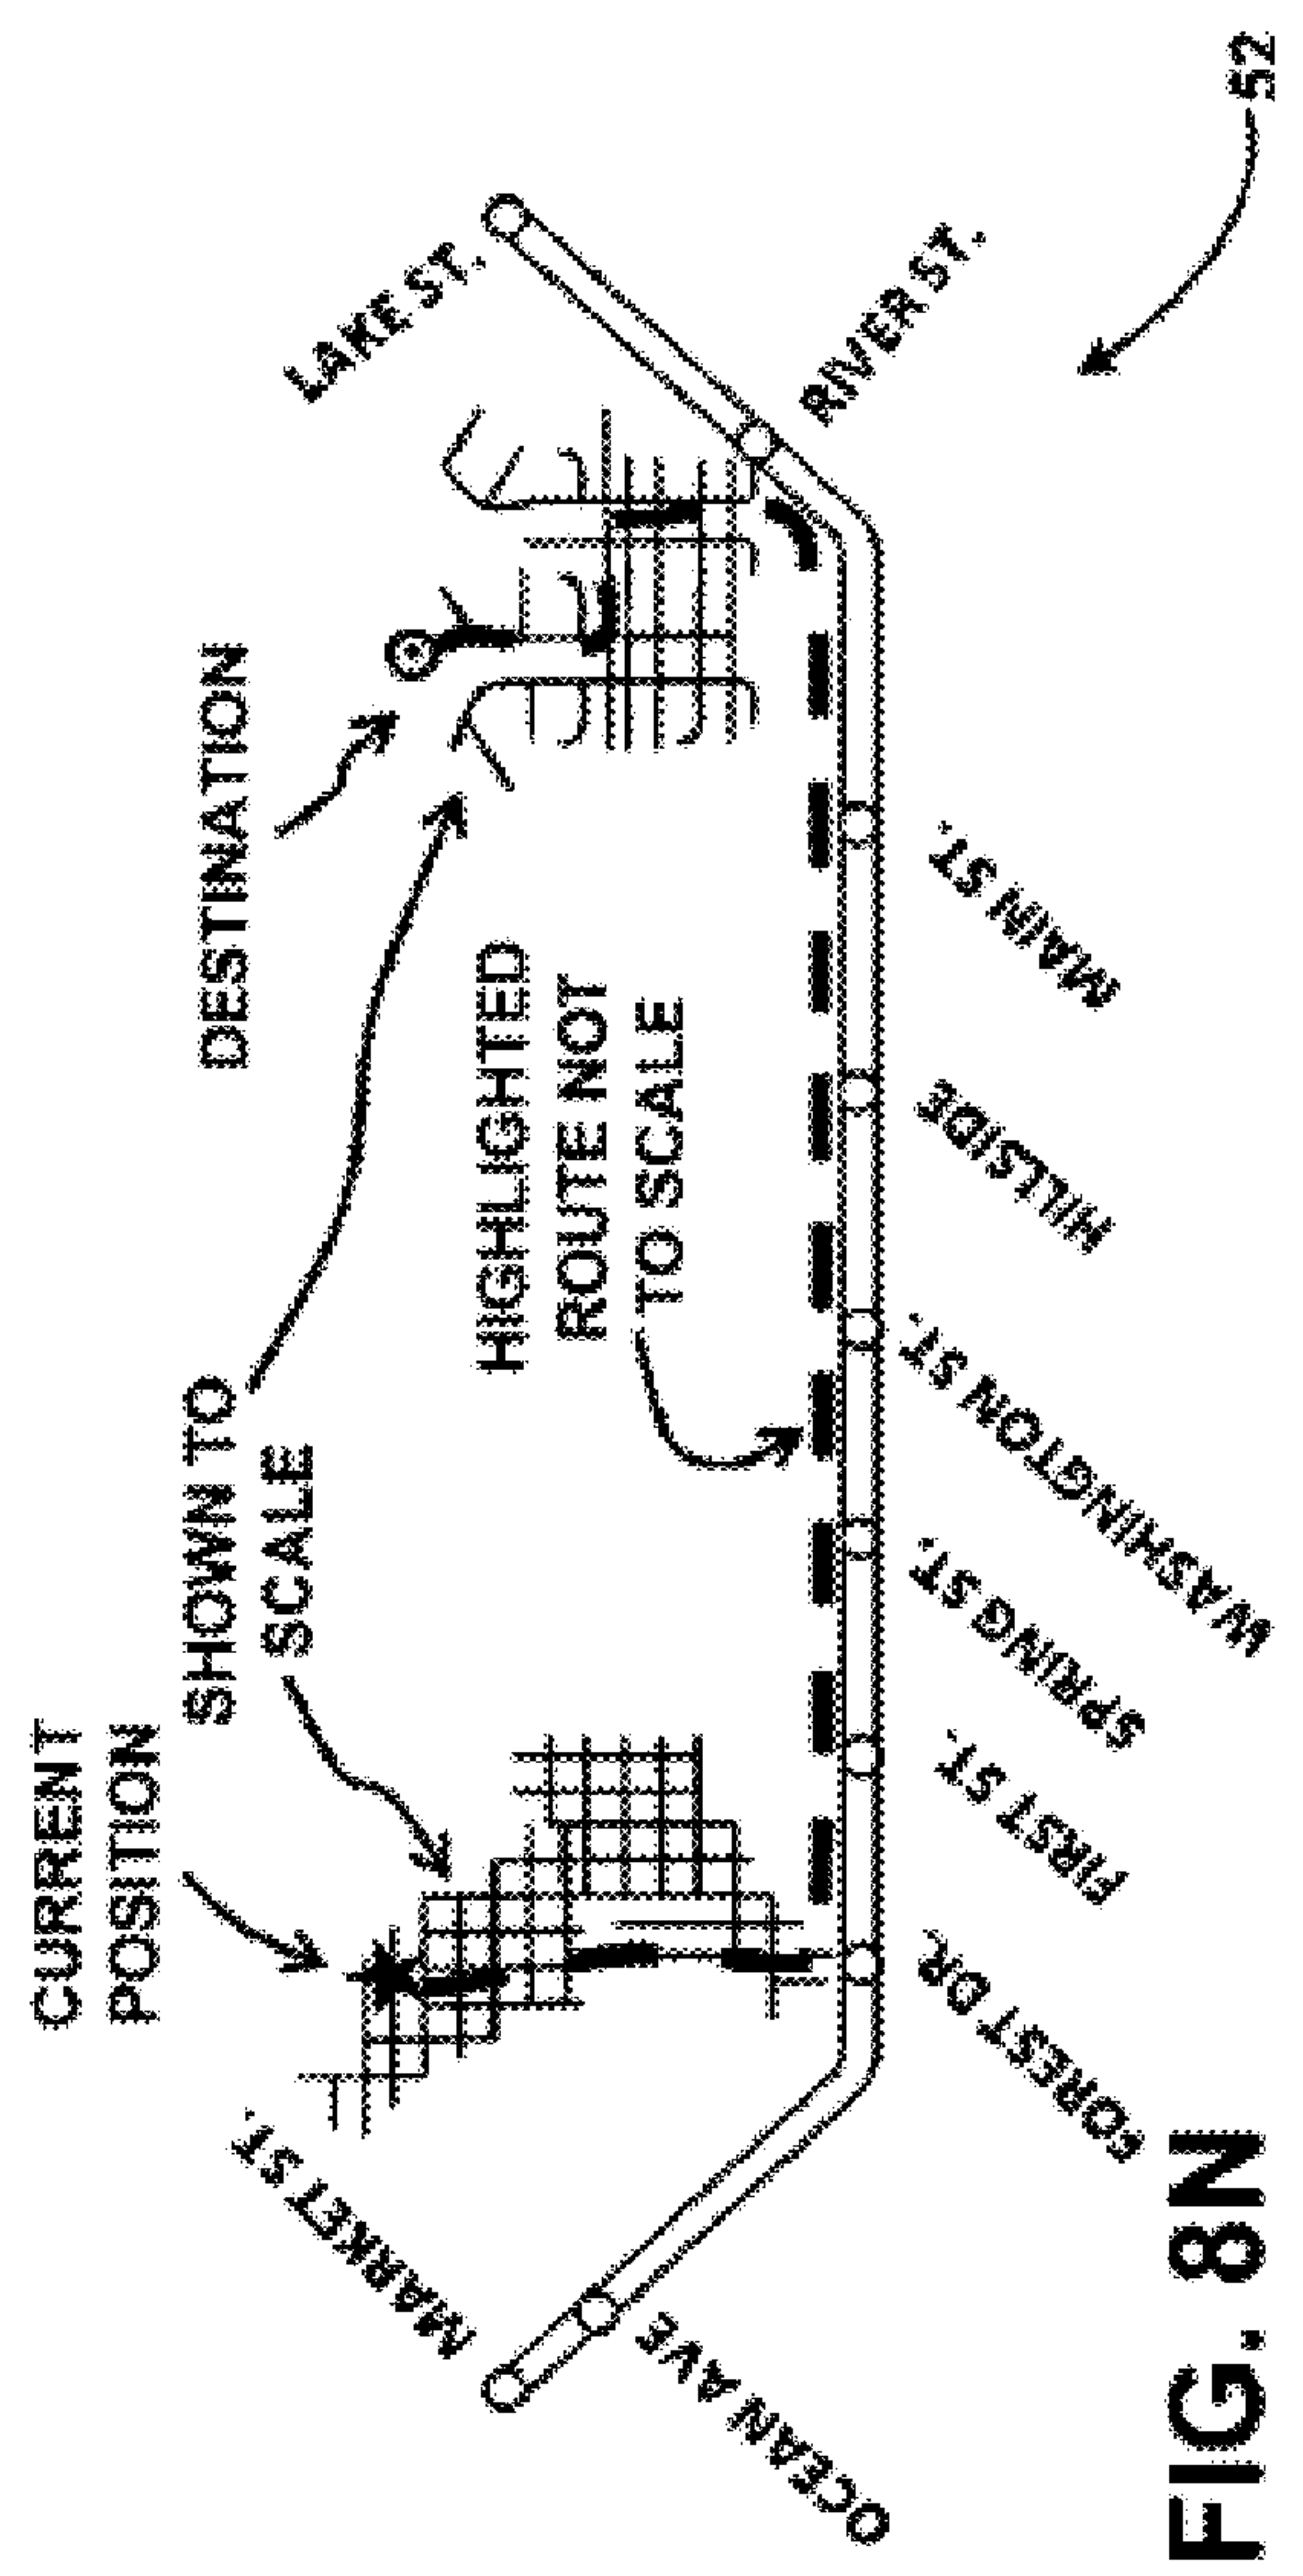 CURRENT
POSITION
SHOWN TO
SCALE
DESTINATION
HIGHLIGHTED
ROUTE NOT
TO SCALE
MARKET ST.
LAKE ST.
OCEAN AVE
FOREST DR.
FIRST ST.
SPRING ST.
WASHINGTON ST.
HILLSIDE
MAIN ST.
RIVER ST.
52
FIG. 8N